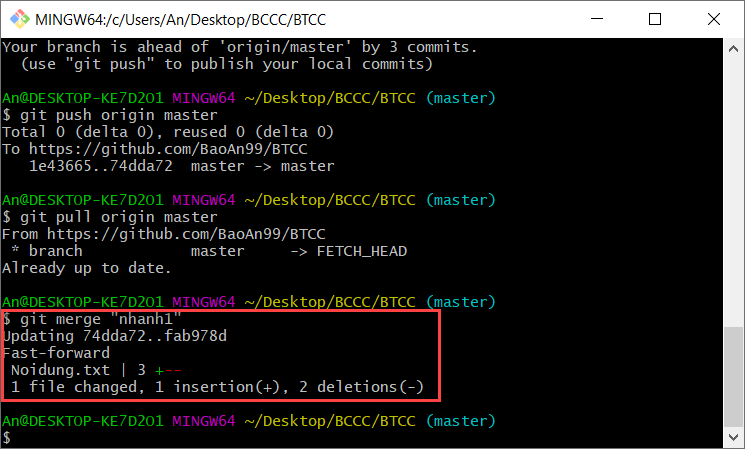 MINGW64:/c/Users/An/Desktop/BCCC/BTCC
Your branch is ahead of 'origin/master' by 3 commits.
  (use "git push" to publish your local commits)
An@DESKTOP-KE7D2O1 MINGW64 ~/Desktop/BCCC/BTCC (master)
$ git push origin master
Total 0 (delta 0), reused 0 (delta 0)
To https://github.com/BaoAn99/BTCC
   1e43665..74dda72  master -> master
An@DESKTOP-KE7D2O1 MINGW64 ~/Desktop/BCCC/BTCC (master)
$ git pull origin master
From https://github.com/BaoAn99/BTCC
 * branch            master     -> FETCH_HEAD
Already up to date.
An@DESKTOP-KE7D2O1 MINGW64 ~/Desktop/BCCC/BTCC (master)
$ git merge "nhanh1"
Updating 74dda72..fab978d
Fast-forward
 Noidung.txt | 3 +--
 1 file changed, 1 insertion(+), 2 deletions(-)
An@DESKTOP-KE7D2O1 MINGW64 ~/Desktop/BCCC/BTCC (master)
$